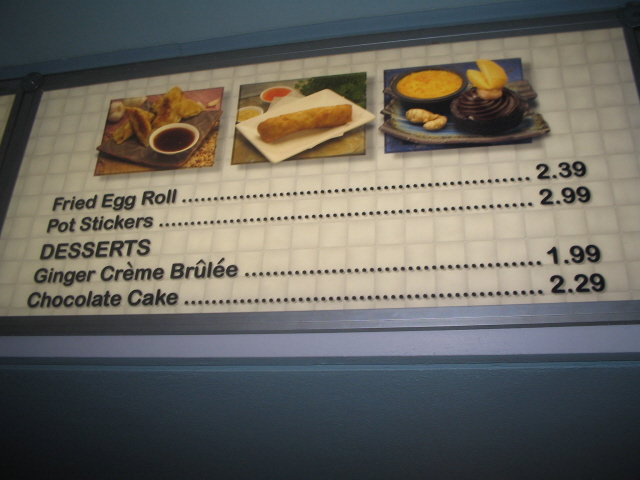 Fried Egg Roll ................................................ 2.39
Pot Stickers ................................................... 2.99
DESSERTS
Ginger Crème Brûlée ....................................... 1.99
Chocolate Cake ............................................... 2.29